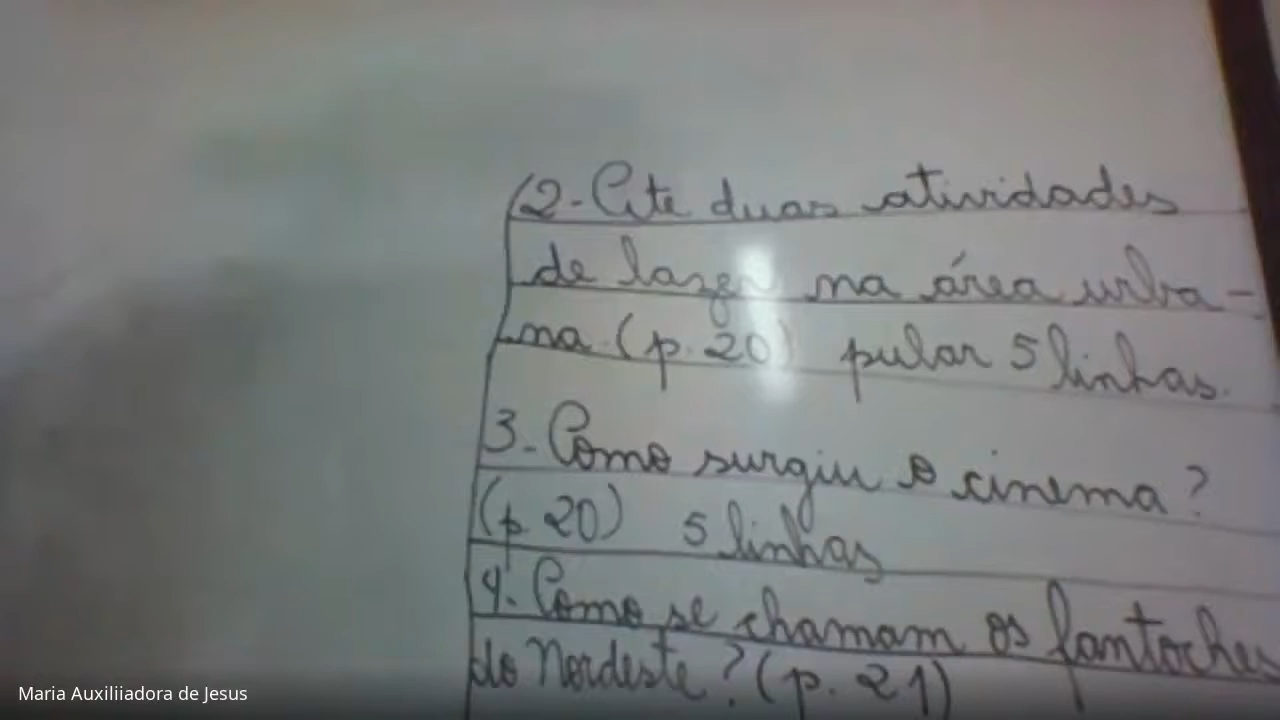 2- Cite duas atividades
de lazer na área urba-
na (p. 20) pular 5 linhas.
3- Como surgiu o cinema?
(p. 20) 5 linhas
4. Como se chamam os fantoches
do Nordeste? (p. 21)
Maria Auxiliiadora de Jesus